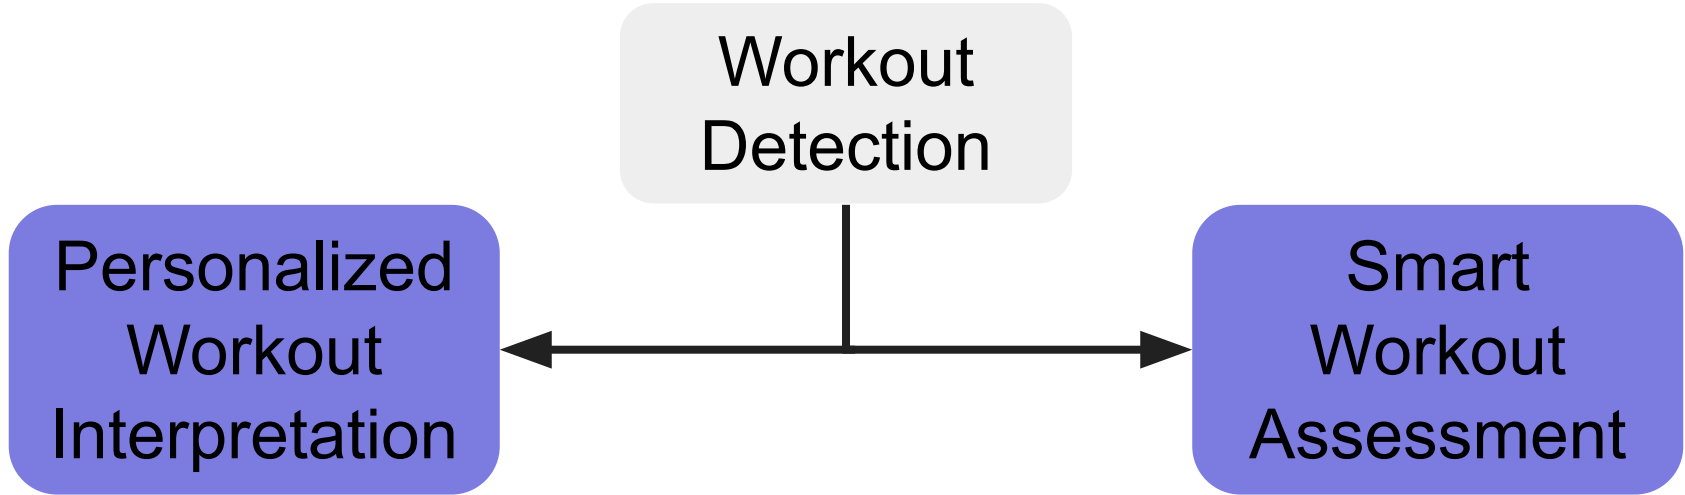 Workout
Detection
Personalized
Workout
Interpretation
Smart
Workout
Assessment